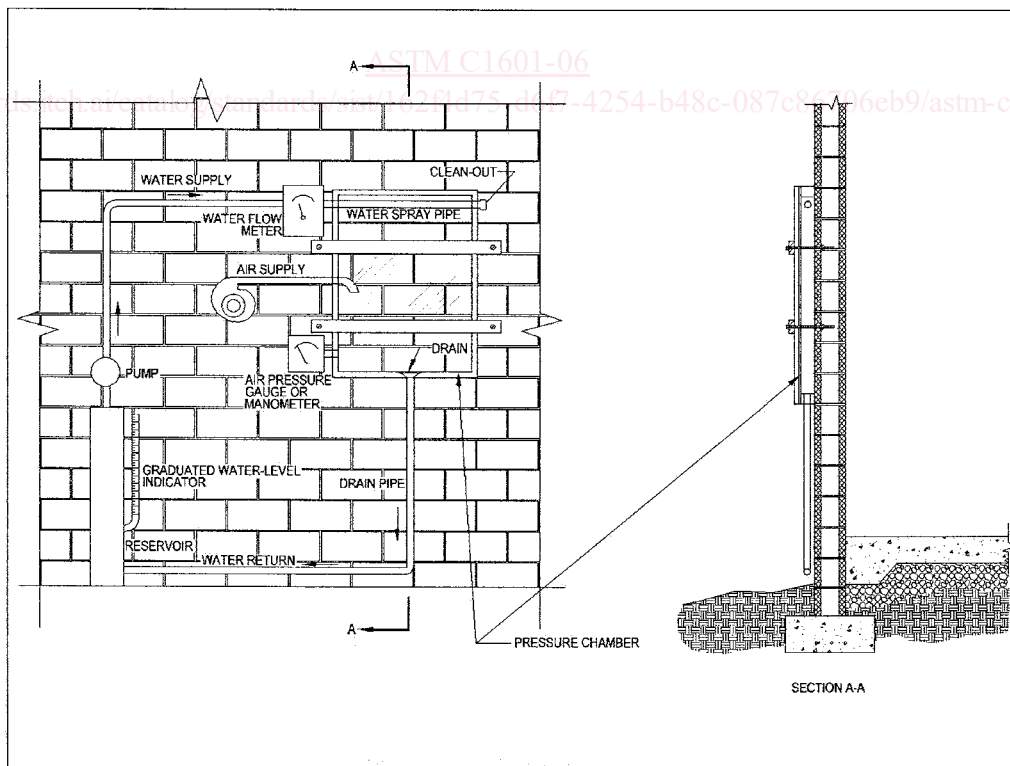 ASTM C1601-06
A
CLEAN-OUT
WATER SUPPLY
WATER SPRAY PIPE
WATER FLOW
METER
AIR SUPPLY
DRAIN
PUMP
AIR PRESSURE
GAUGE OR
MANOMETER
GRADUATED WATER-LEVEL
INDICATOR
DRAIN PIPE
RESERVOIR
WATER RETURN
A
PRESSURE CHAMBER
SECTION A-A